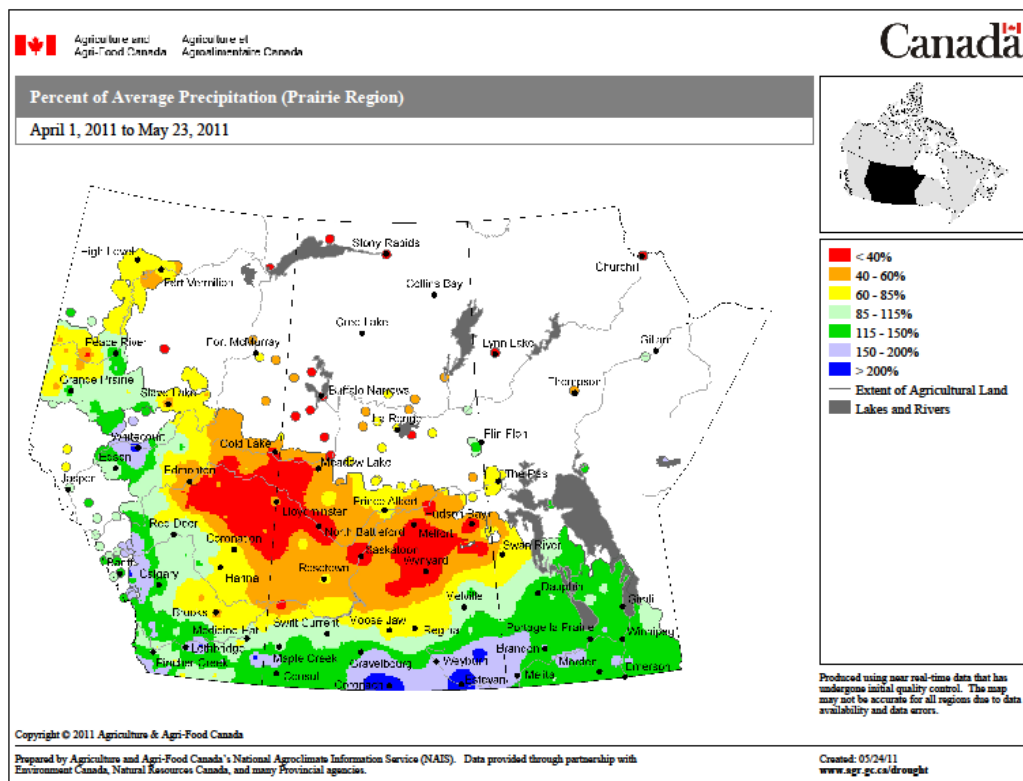 Agriculture and Agriculture et
Agri-Food Canada Agroalimentaire Canada
Canada
Percent of Average Precipitation (Prairie Region)
April 1, 2011 to May 23, 2011
Stony Rapids
High Level
Churchill
Fort Vermilion
Collins Bay
Cree Lake
Peace River
Fort McMurray
Lynn Lake
Gillam
Grande Prairie
Slave Lake
Buffalo Narrows
Thompson
La Ronge
Whitecourt
Flin Flon
Cold Lake
Edson
Meadow Lake
Jasper
Edmonton
The Pas
Prince Albert
Lloydminster
Hudson Bay
Red Deer
North Battleford
Melfort
Coronation
Saskatoon
Swan River
Banff
Wynyard
Calgary
Hanna
Rosetown
Dauphin
Melville
Gimli
Brooks
Swift Current
Moose Jaw
Regina
Portage la Prairie
Winnipeg
Medicine Hat
Lethbridge
Brandon
Pincher Creek
Maple Creek
Gravelbourg
Weyburn
Morden
Emerson
Consul
Melita
Coronach
Estevan
< 40%
40 - 60%
60 - 85%
85 - 115%
115 - 150%
150 - 200%
> 200%
Extent of Agricultural Land
Lakes and Rivers
Produced using near real-time data that has
undergone initial quality control. The map
may not be accurate for all regions due to data
availability and data errors.
Copyright © 2011 Agriculture & Agri-Food Canada
Prepared by Agriculture and Agri-Food Canada's National Agroclimate Information Service (NAIS). Data provided through partnership with
Environment Canada, Natural Resources Canada, and many Provincial agencies.
Created: 05/24/11
www.agr.gc.ca/drought